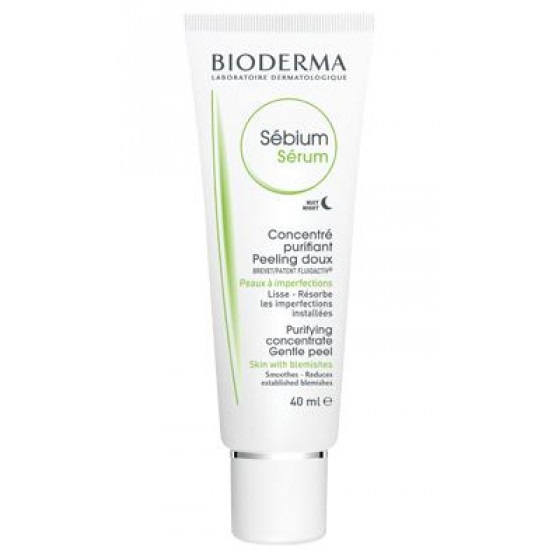 BIODERMA
LABORATOIRE DERMATOLOGIQUE
Sébium
Sérum
NUIT
NIGHT
Concentré
purifiant
Peeling doux
BREVET/PATENT FLUIDACTIV®
Peaux à imperfections
Lisse - Résorbe
les imperfections
installées
Purifying
concentrate
Gentle peel
Skin with blemishes
Smoothes - Reduces
established blemishes
40 ml e